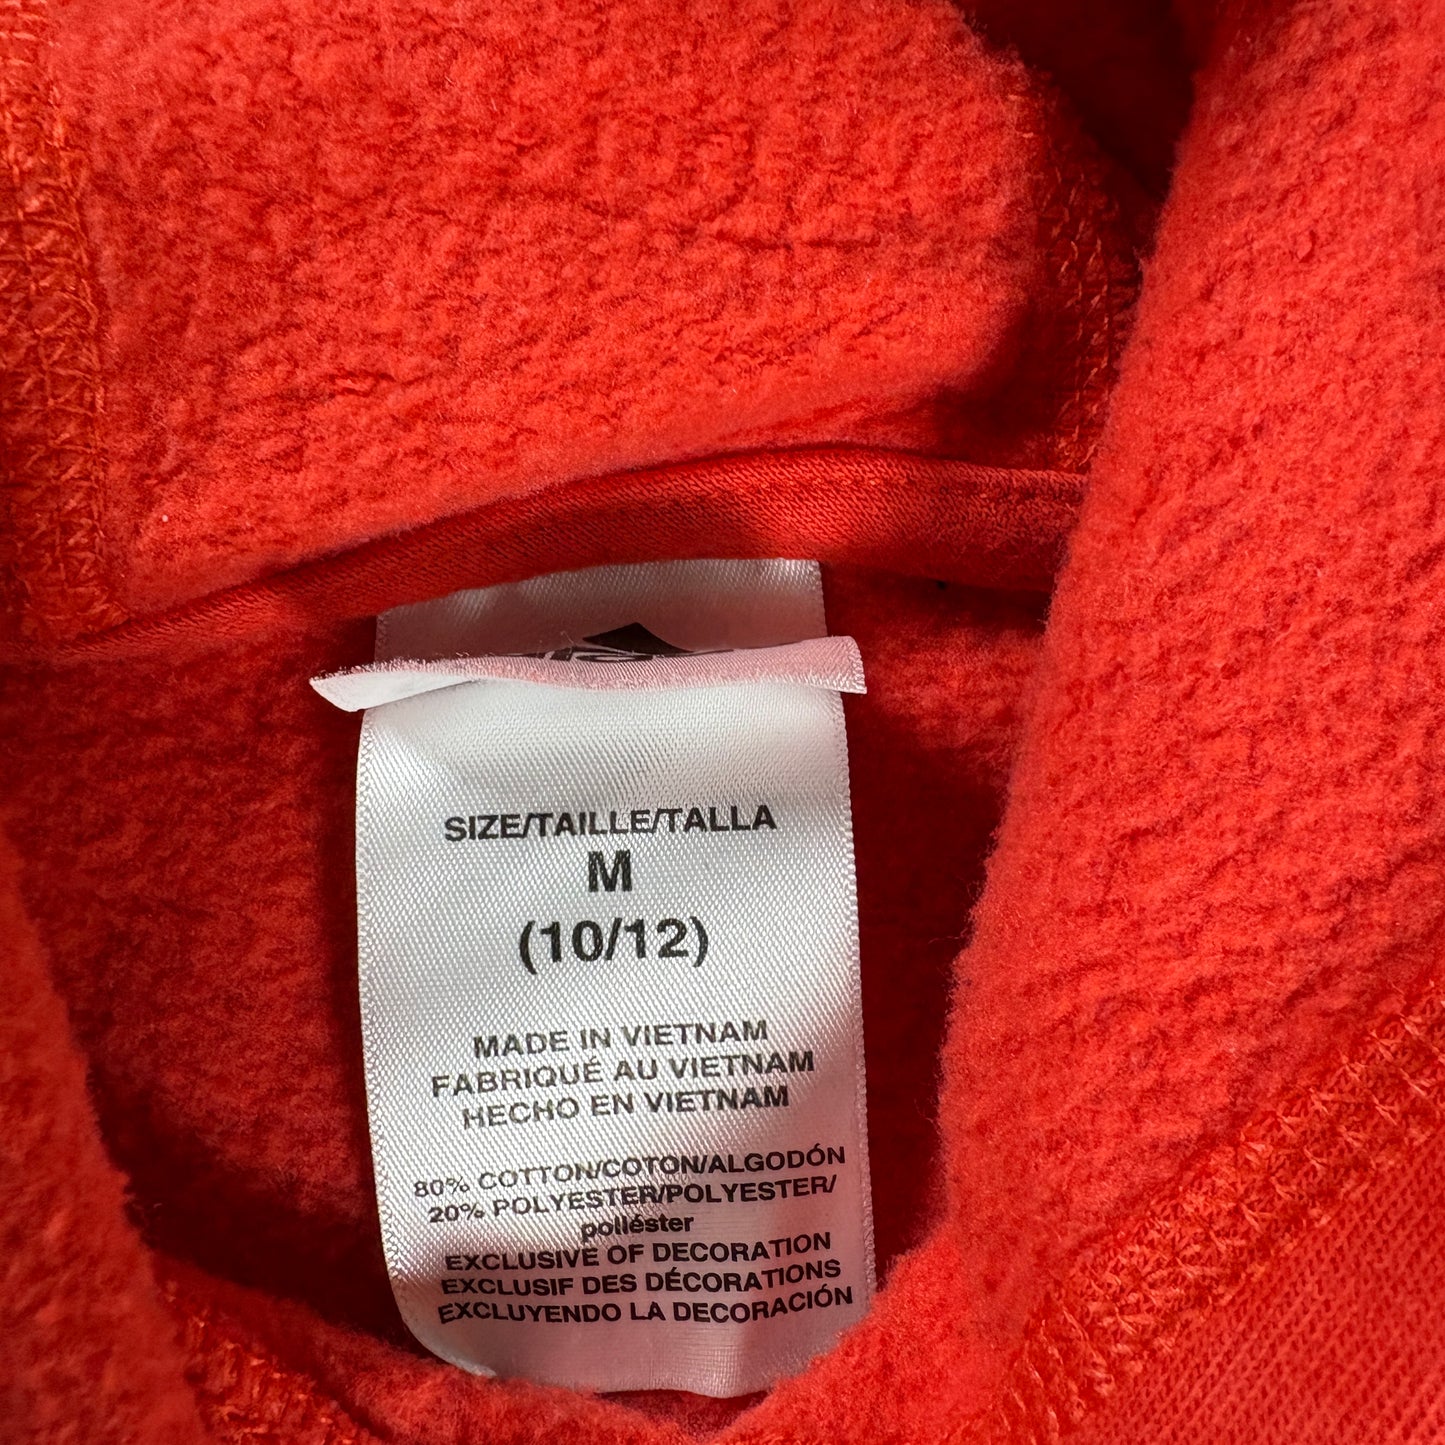 SIZE/TAILLE/TALLA
M
(10/12)
MADE IN VIETNAM
FABRIQUÉ AU VIETNAM
HECHO EN VIETNAM
80% COTTON/COTON/ALGODÓN
20% POLYESTER/POLYESTER/
poliéster
EXCLUSIVE OF DECORATION
EXCLUSIF DES DÉCORATIONS
EXCLUYENDO LA DECORACIÓN